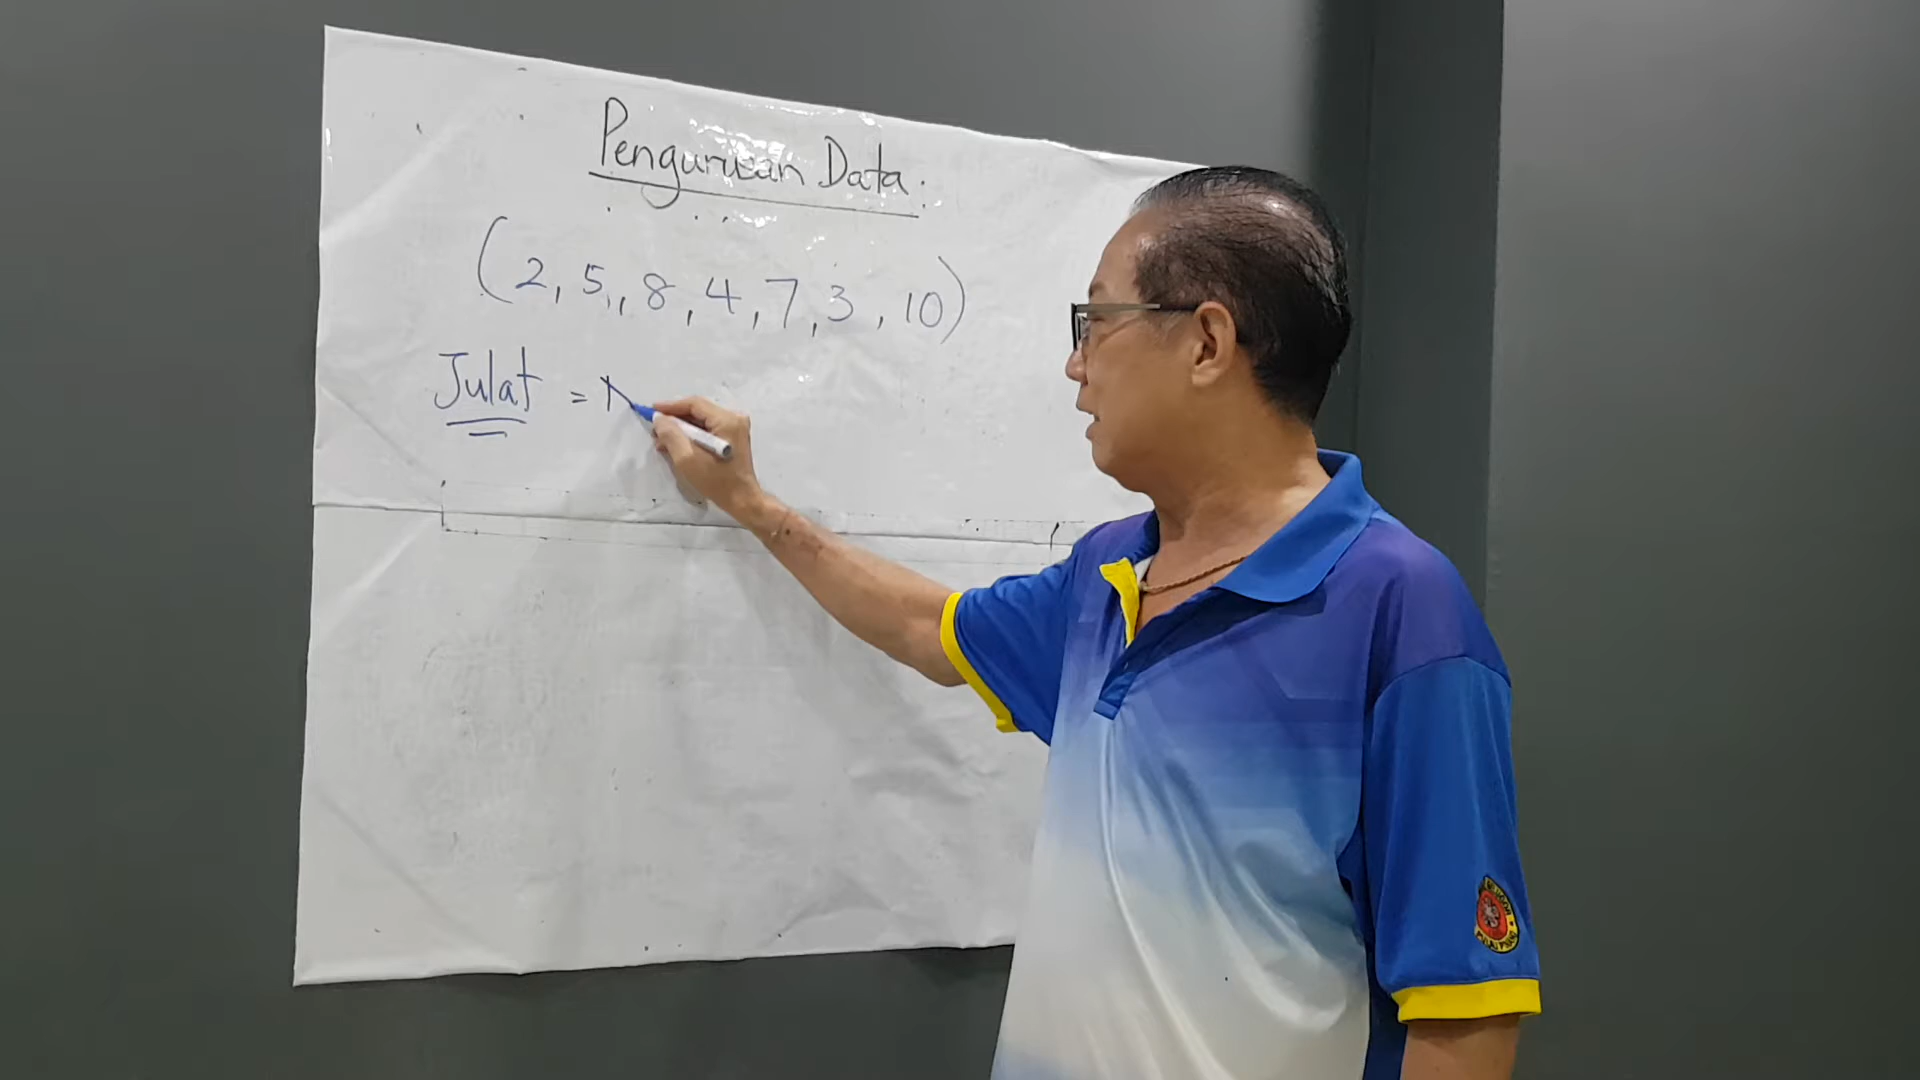 Pengurusan Data:
(2, 5, 8, 4, 7, 3, 10)
Julat = N